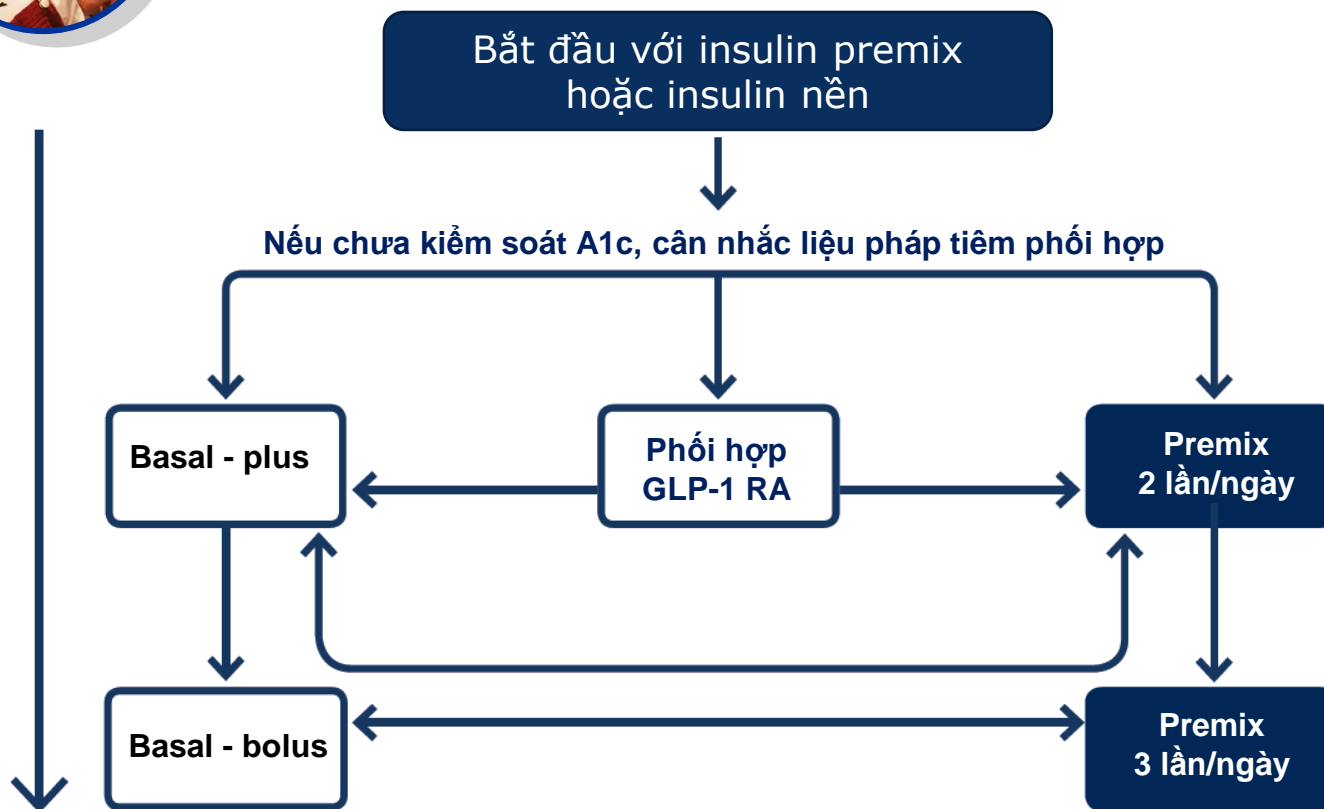 Bắt đầu với insulin premix
hoặc insulin nền
Nếu chưa kiểm soát A1c, cân nhắc liệu pháp tiêm phối hợp
Basal - plus
Phối hợp
GLP-1 RA
Premix
2 lần/ngày
Basal - bolus
Premix
3 lần/ngày